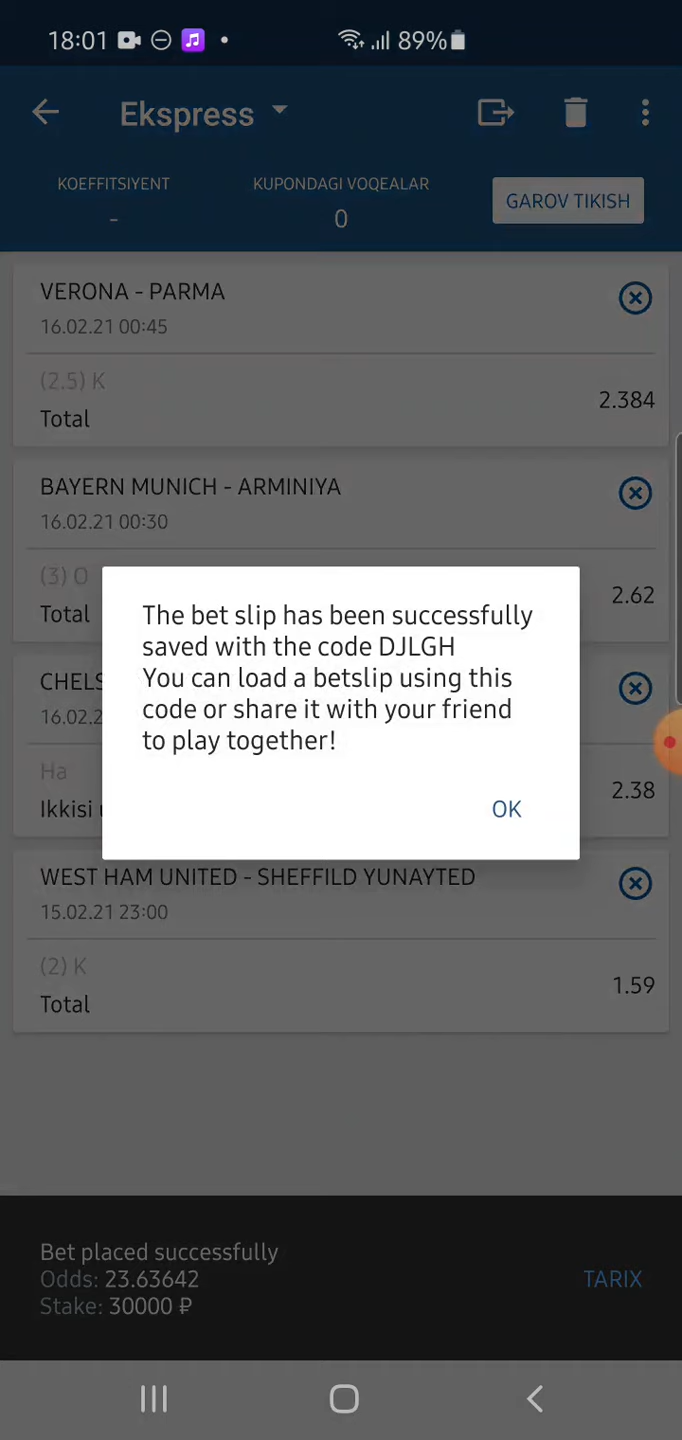 18:01
89%
Ekspress
KOEFFITSIYENT
KUPONDAGI VOQEALAR
GAROV TIKISH
-
0
VERONA - PARMA
16.02.21 00:45
(2.5) K
Total
2.384
BAYERN MUNICH - ARMINIYA
16.02.21 00:30
(3) O
Total
2.62
The bet slip has been successfully
saved with the code DJLGH
You can load a betslip using this
code or share it with your friend
to play together!
OK
CHELS
16.02.2
Ha
Ikkisi
2.38
WEST HAM UNITED - SHEFFILD YUNAYTED
15.02.21 23:00
(2) K
Total
1.59
Bet placed successfully
Odds: 23.63642
Stake: 30000 ₽
TARIX